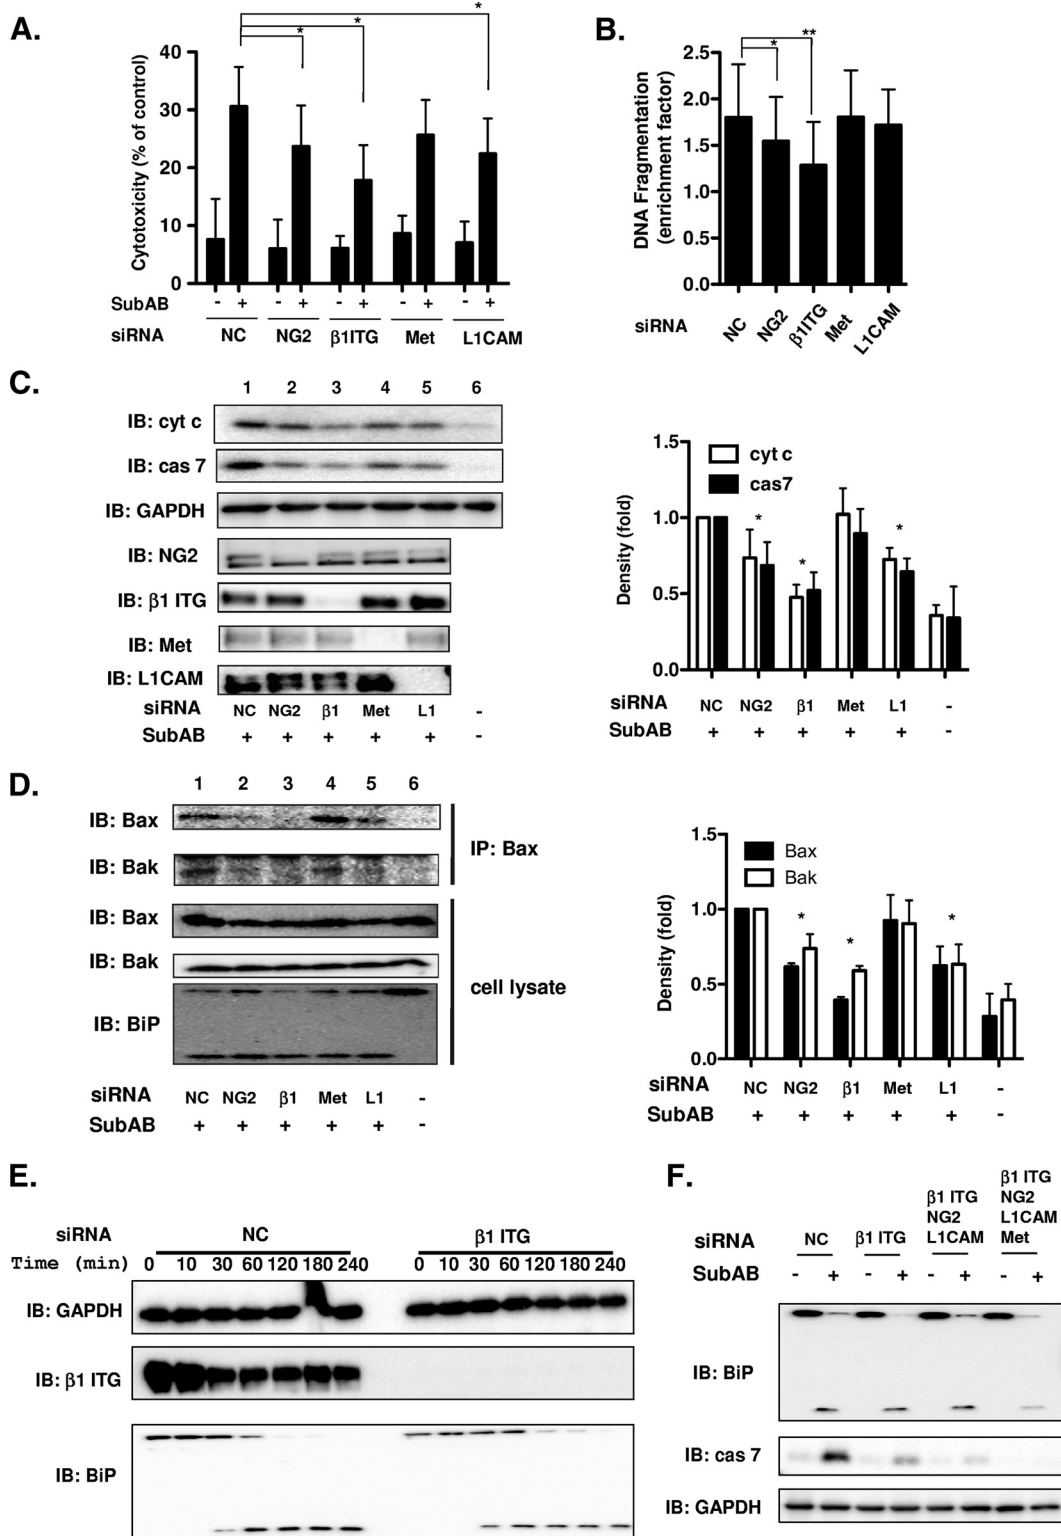 A.
Cytotoxicity (% of control)
40
30
20
10
0
* * *
SubAB - + - + - + - + - +
siRNA NC NG2 β1ITG Met L1CAM
B.
DNA Fragmentation
(enrichment factor)
2.5
2.0
1.5
1.0
0.5
0.0
* **
siRNA NC NG2 β1ITG Met L1CAM
C.
1 2 3 4 5 6
IB: cyt c
IB: cas 7
IB: GAPDH
IB: NG2
IB: β1 ITG
IB: Met
IB: L1CAM
siRNA NC NG2 β1 Met L1 -
SubAB + + + + + -
Density (fold)
1.5
1.0
0.5
0.0
cyt c
cas7
* * *
siRNA NC NG2 β1 Met L1 -
SubAB + + + + + -
D.
1 2 3 4 5 6
IB: Bax
IB: Bak
IP: Bax
IB: Bax
IB: Bak
IB: BiP
cell lysate
siRNA NC NG2 β1 Met L1 -
SubAB + + + + + -
Density (fold)
1.5
1.0
0.5
0.0
Bax
Bak
* * *
siRNA NC NG2 β1 Met L1 -
SubAB + + + + + -
E.
siRNA NC β1 ITG
Time (min) 0 10 30 60 120 180 240 0 10 30 60 120 180 240
IB: GAPDH
IB: β1 ITG
IB: BiP
F.
siRNA NC β1 ITG
β1 ITG
NG2
L1CAM
β1 ITG
NG2
L1CAM
Met
SubAB - + - + - + - +
IB: BiP
IB: cas 7
IB: GAPDH